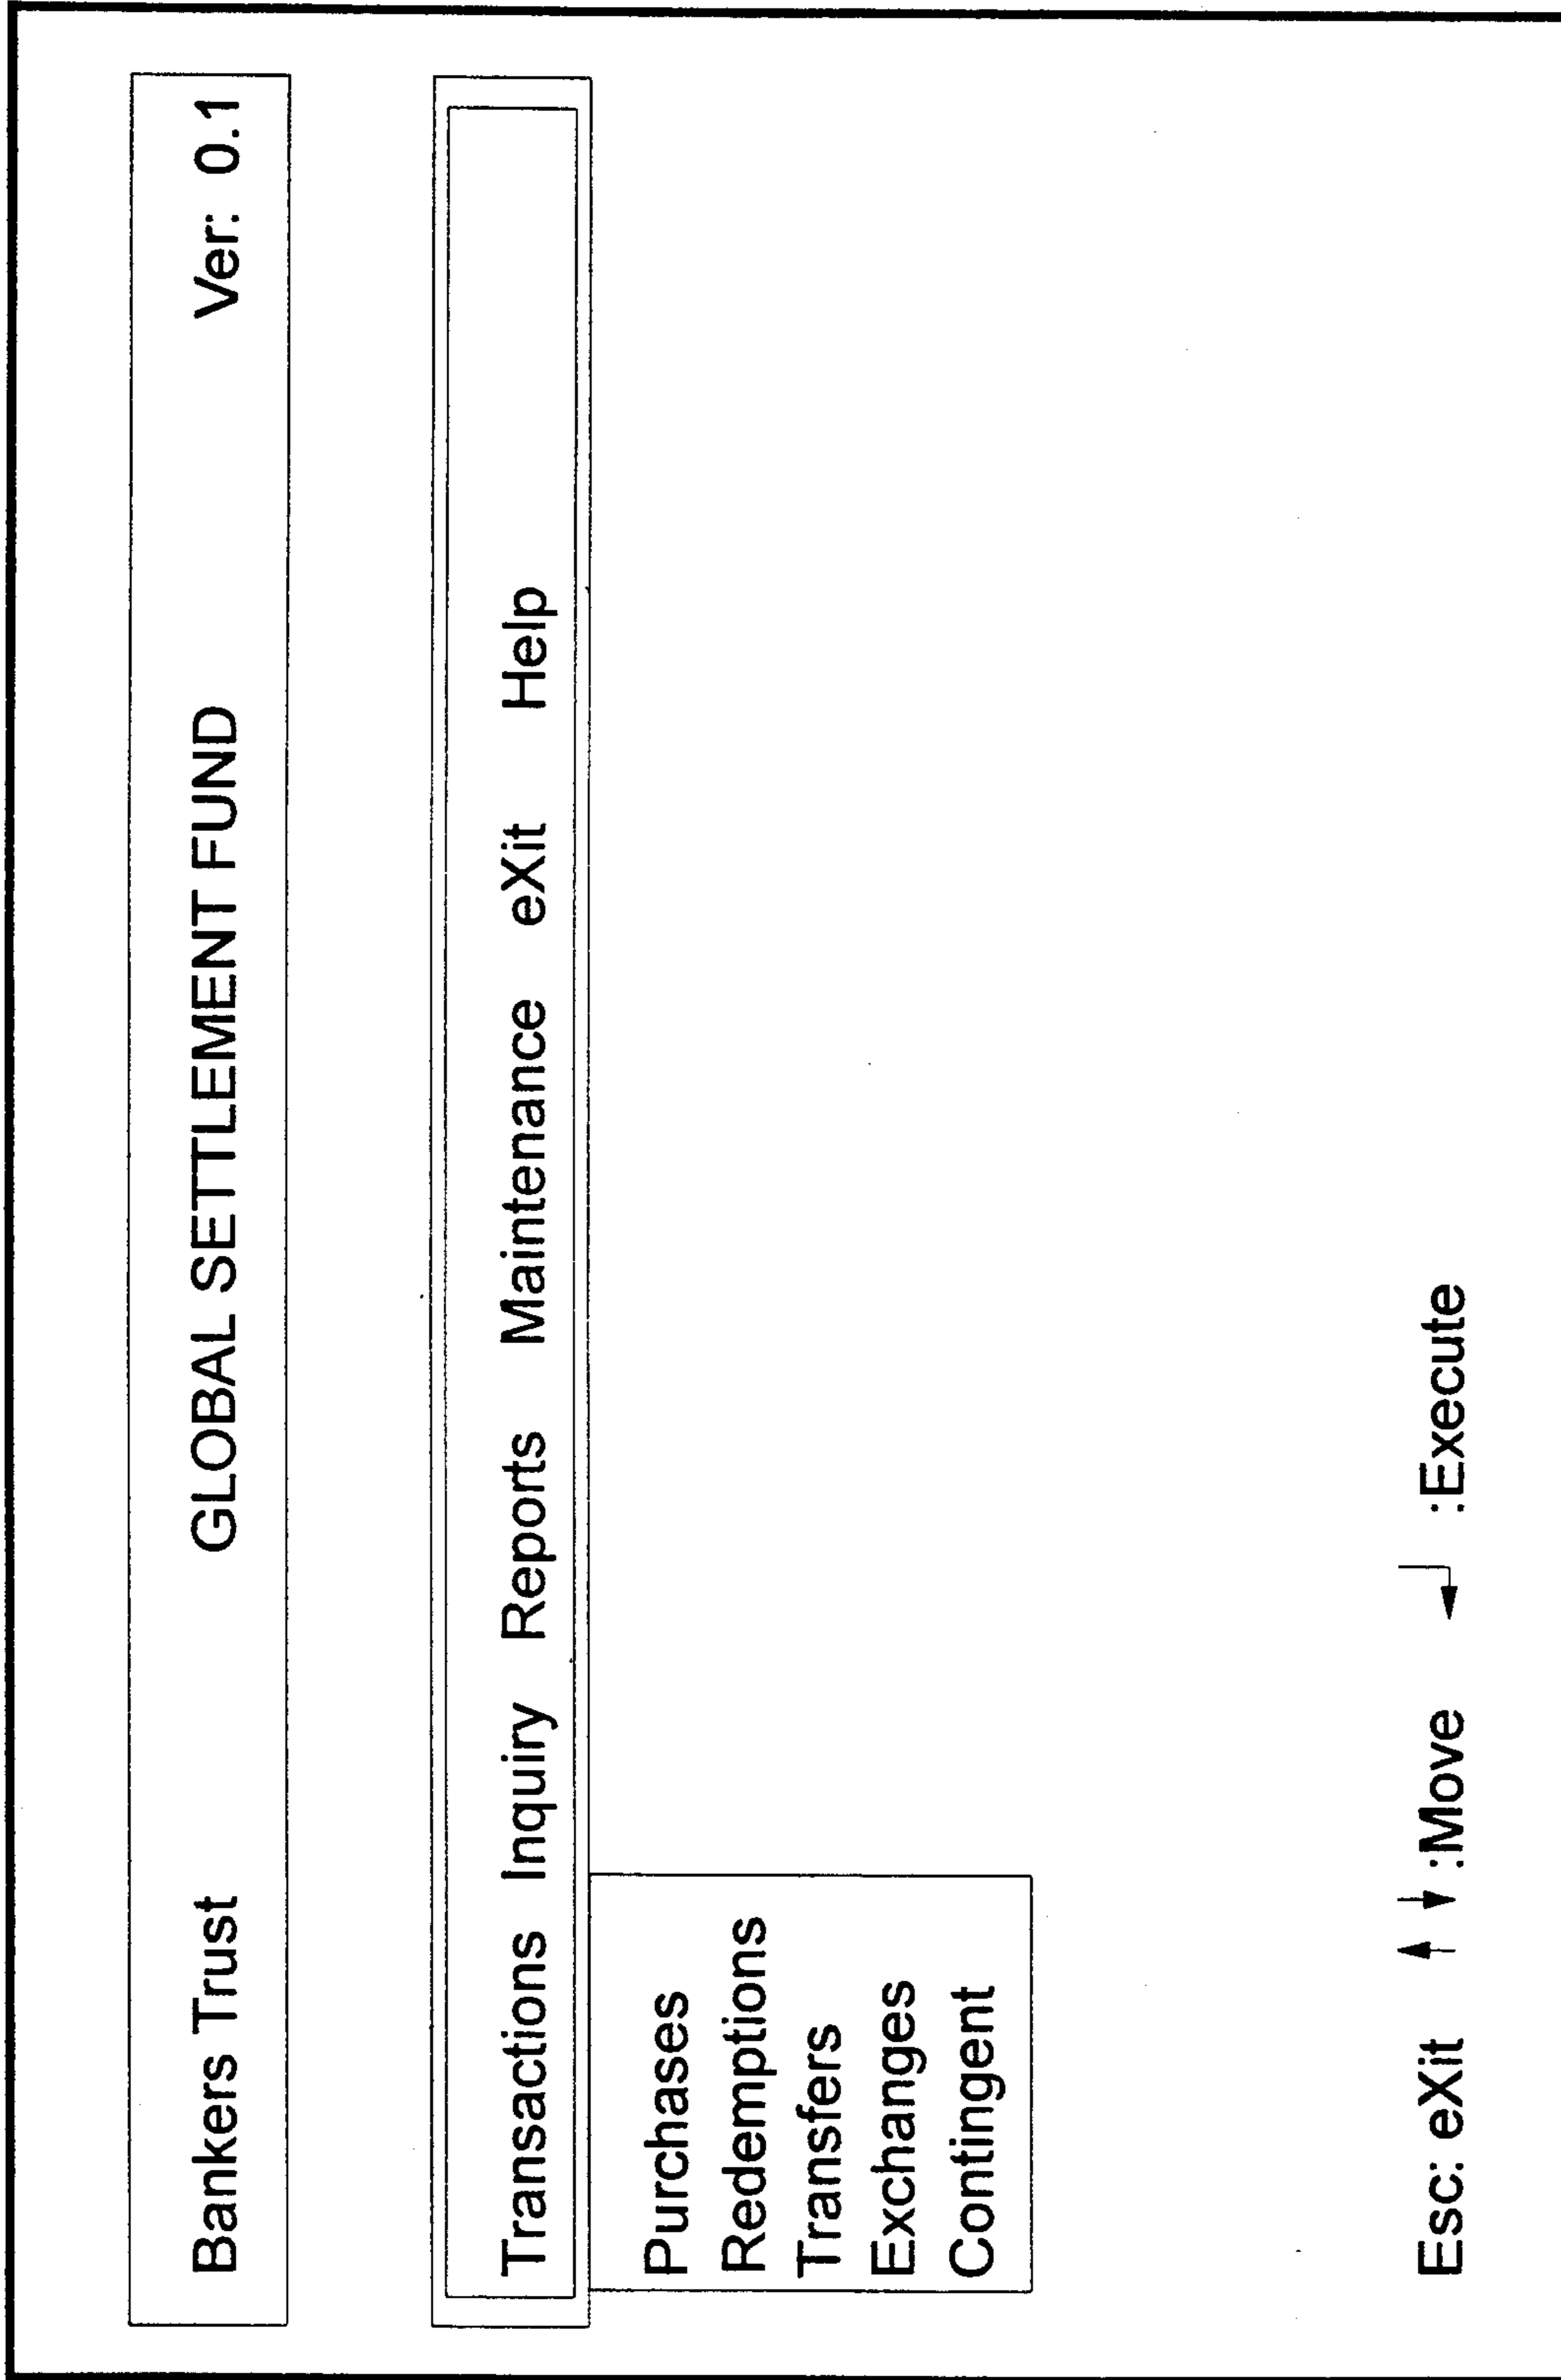 Bankers Trust GLOBAL SETTLEMENT FUND Ver: 0.1
Transactions Inquiry Reports Maintenance eXit Help
Purchases
Redemptions
Transfers
Exchanges
Contingent
Esc: eXit :Move :Execute